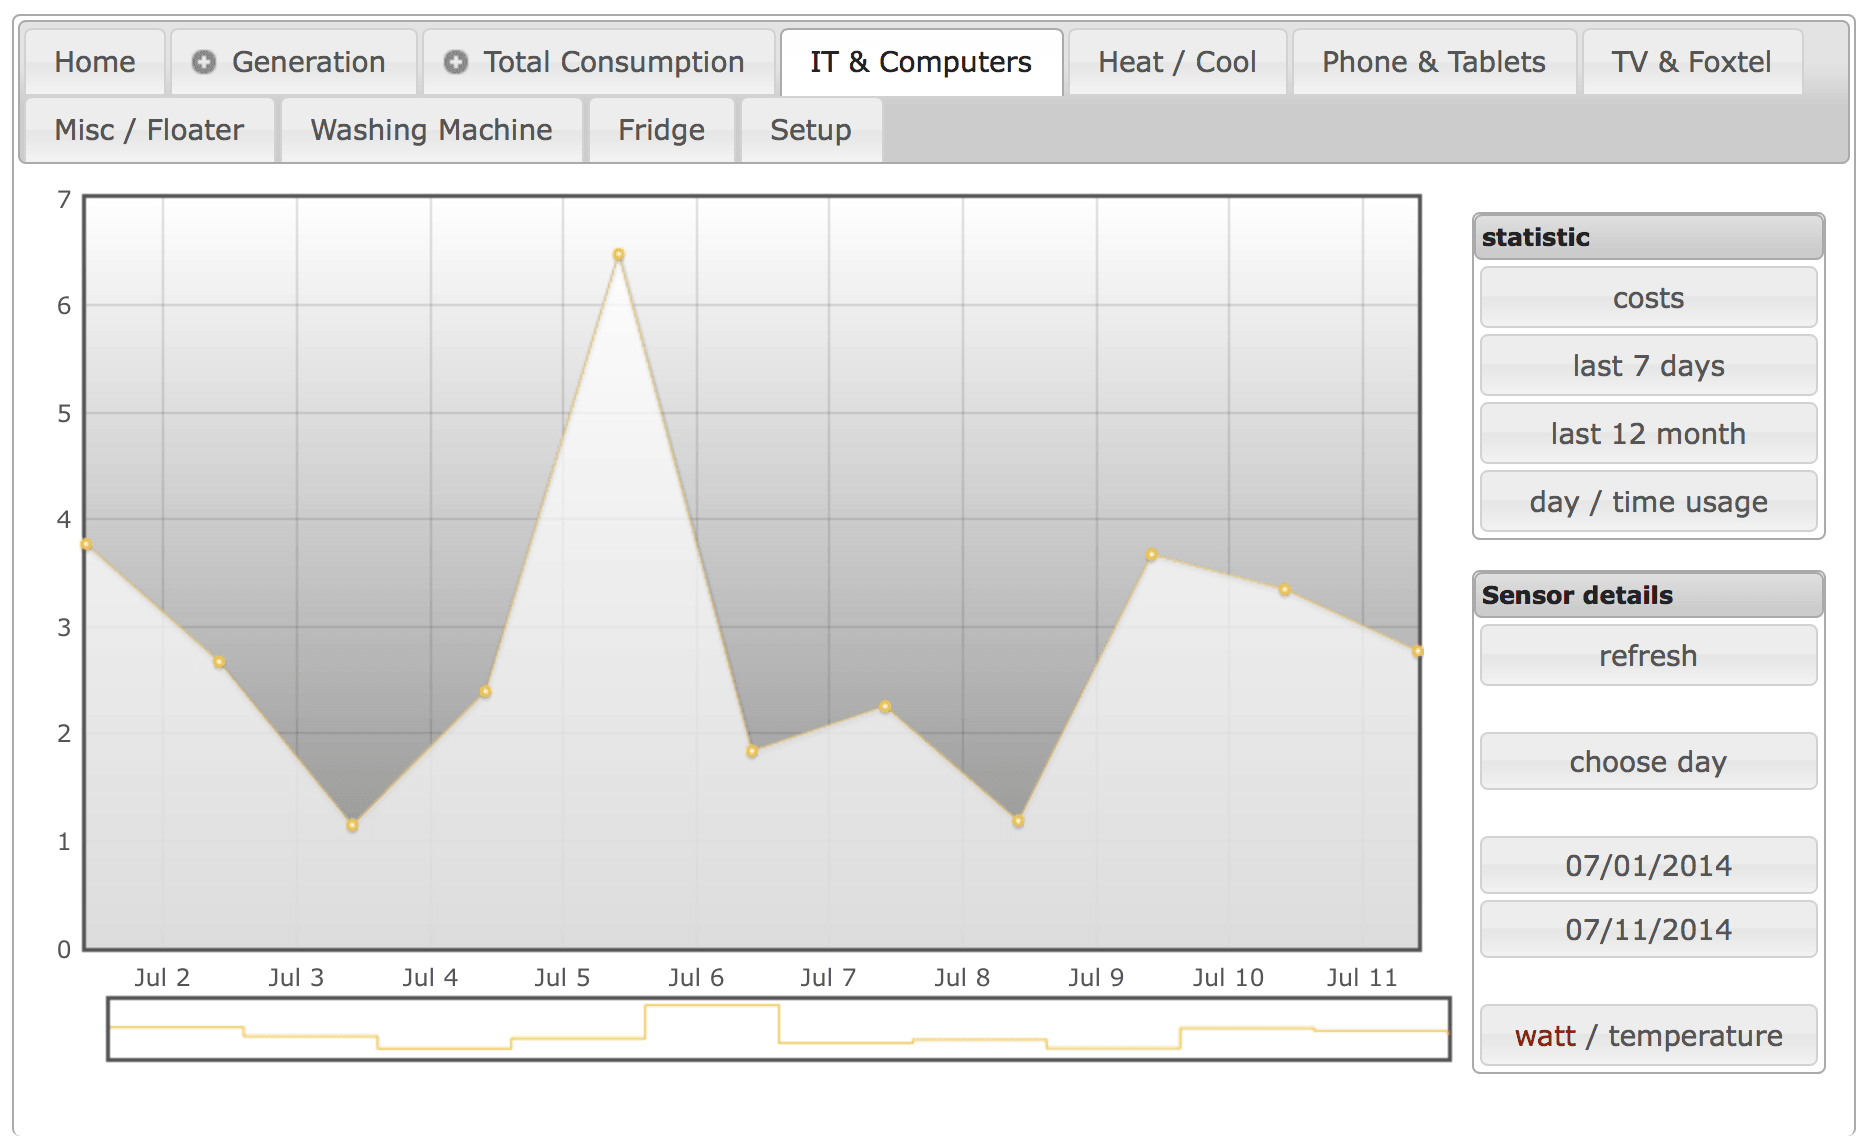 Home Generation Total Consumption IT & Computers Heat / Cool Phone & Tablets TV & Foxtel
Misc / Floater Washing Machine Fridge Setup
7
6
5
4
3
2
1
0
Jul 2 Jul 3 Jul 4 Jul 5 Jul 6 Jul 7 Jul 8 Jul 9 Jul 10 Jul 11
statistic
costs
last 7 days
last 12 month
day / time usage
Sensor details
refresh
choose day
07/01/2014
07/11/2014
watt / temperature